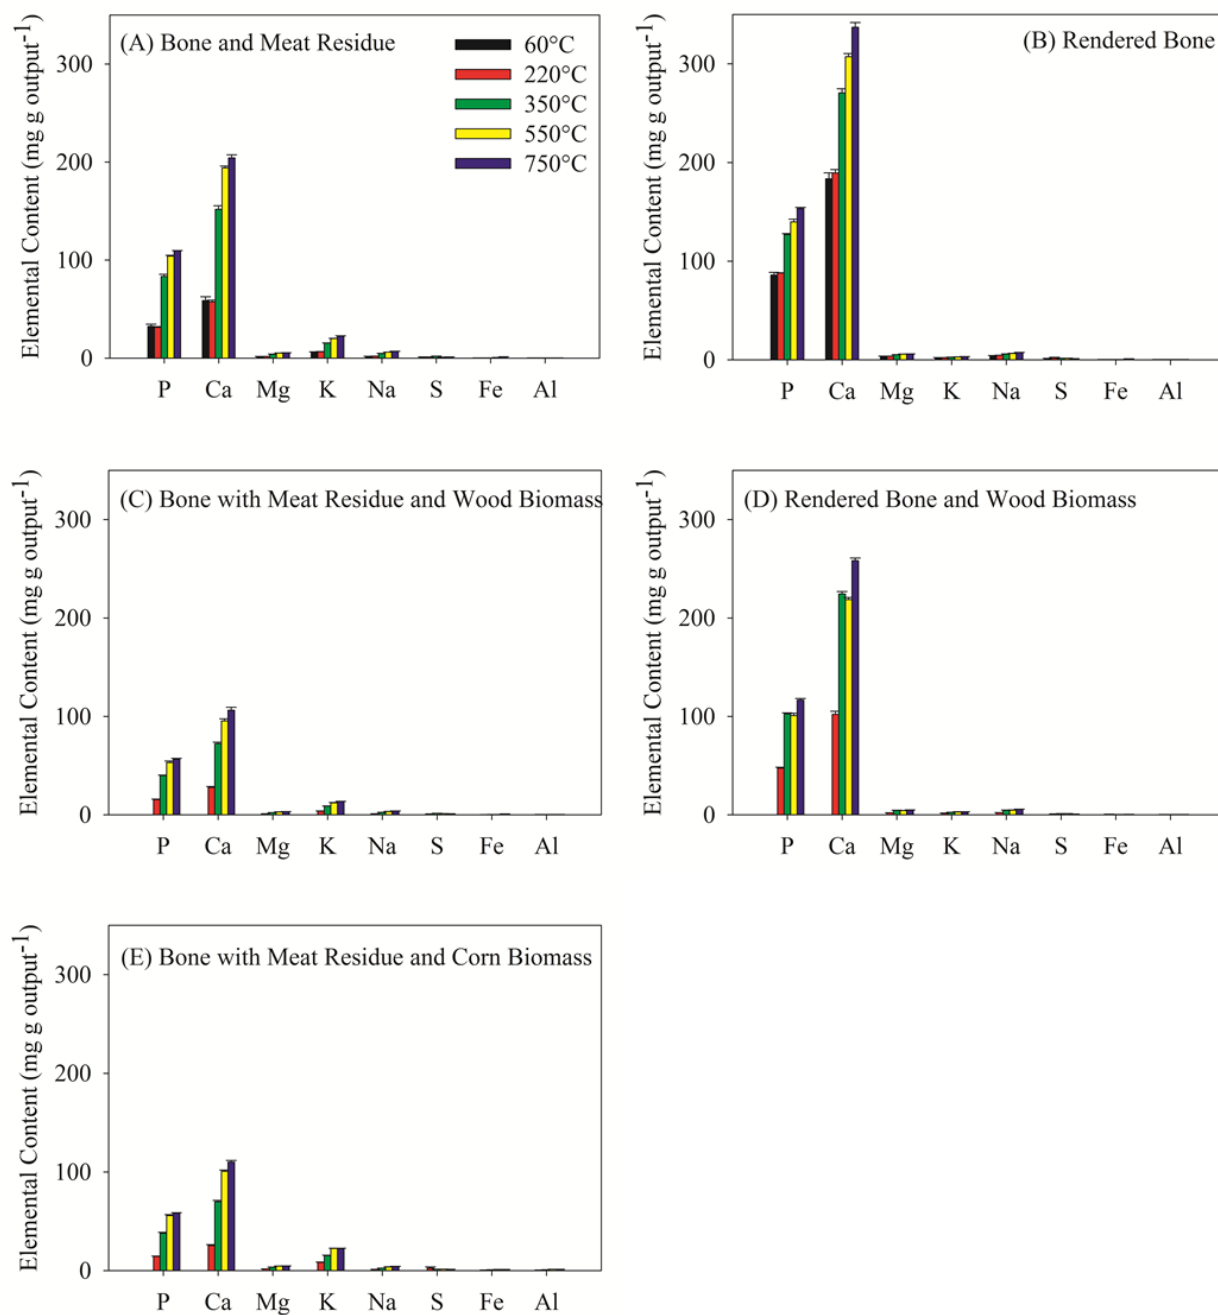 (A) Bone and Meat Residue
60°C
220°C
350°C
550°C
750°C
Elemental Content (mg g output⁻¹)
300
200
100
0
P Ca Mg K Na S Fe Al
(B) Rendered Bone
Elemental Content (mg g output⁻¹)
300
200
100
0
P Ca Mg K Na S Fe Al
(C) Bone with Meat Residue and Wood Biomass
Elemental Content (mg g output⁻¹)
300
200
100
0
P Ca Mg K Na S Fe Al
(D) Rendered Bone and Wood Biomass
Elemental Content (mg g output⁻¹)
300
200
100
0
P Ca Mg K Na S Fe Al
(E) Bone with Meat Residue and Corn Biomass
Elemental Content (mg g output⁻¹)
300
200
100
0
P Ca Mg K Na S Fe Al